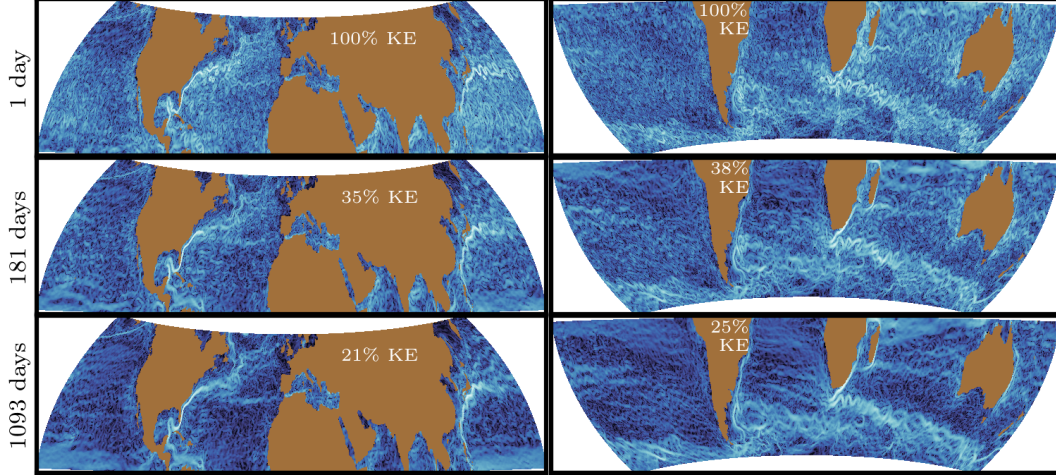 1 day
100% KE
100%
KE
181 days
35% KE
38%
KE
1093 days
21% KE
25%
KE